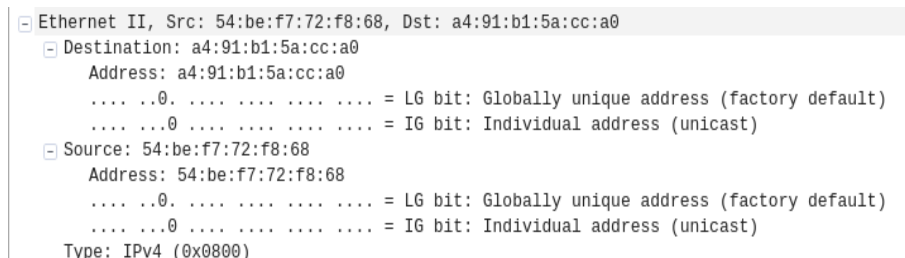 Ethernet II, Src: 54:be:f7:72:f8:68, Dst: a4:91:b1:5a:cc:a0
Destination: a4:91:b1:5a:cc:a0
Address: a4:91:b1:5a:cc:a0
.... ..0. .... .... .... .... = LG bit: Globally unique address (factory default)
.... ...0 .... .... .... .... = IG bit: Individual address (unicast)
Source: 54:be:f7:72:f8:68
Address: 54:be:f7:72:f8:68
.... ..0. .... .... .... .... = LG bit: Globally unique address (factory default)
.... ...0 .... .... .... .... = IG bit: Individual address (unicast)
Type: IPv4 (0x0800)